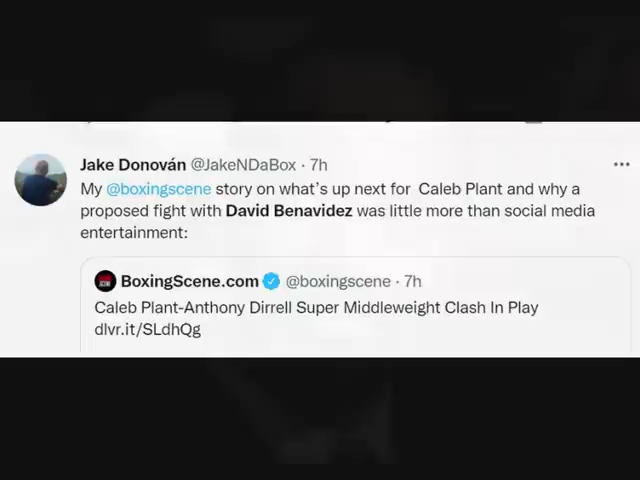 Jake Donován @JakeNDaBox · 7h
My @boxingscene story on what's up next for Caleb Plant and why a
proposed fight with David Benavidez was little more than social media
entertainment:
BoxingScene.com @boxingscene · 7h
Caleb Plant-Anthony Dirrell Super Middleweight Clash In Play
dlvr.it/SLdhQg